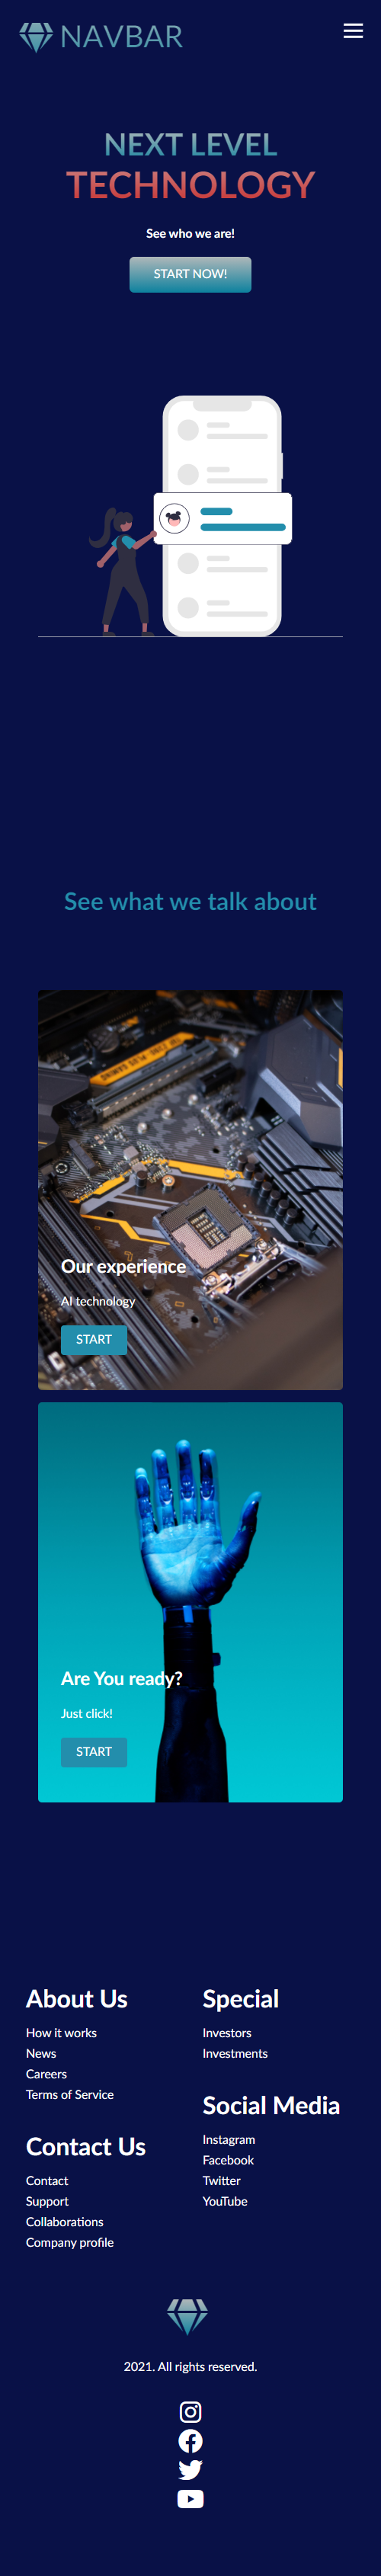 NAVBAR
NEXT LEVEL
TECHNOLOGY
See who we are!
START NOW!
See what we talk about
Our experience
AI technology
START
Are You ready?
Just click!
START
About Us
How it works
News
Careers
Terms of Service
Contact Us
Contact
Support
Collaborations
Company profile
Special
Investors
Investments
Social Media
Instagram
Facebook
Twitter
YouTube
2021. All rights reserved.